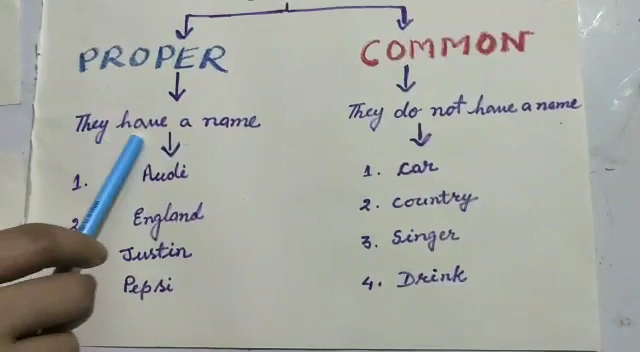 PROPER
COMMON
They have a name
They do not have a name
1. Audi
2. England
Justin
Pepsi
1. car
2. country
3. Singer
4. Drink